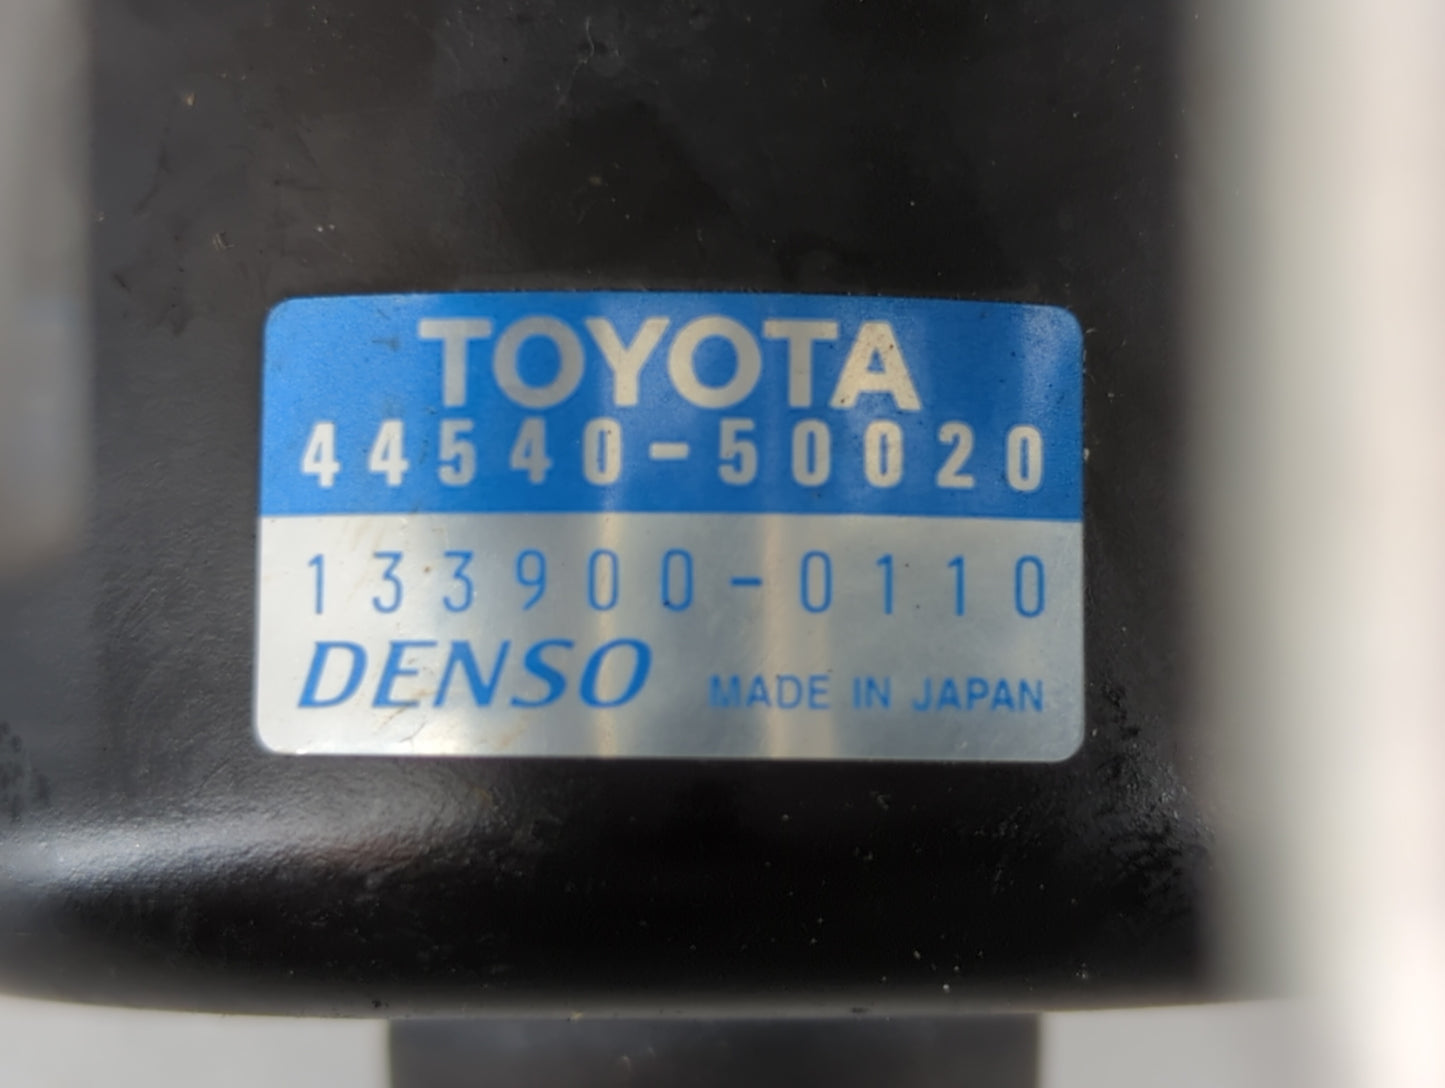 TOYOTA
44540-50020
133900-0110
DENSO MADE IN JAPAN